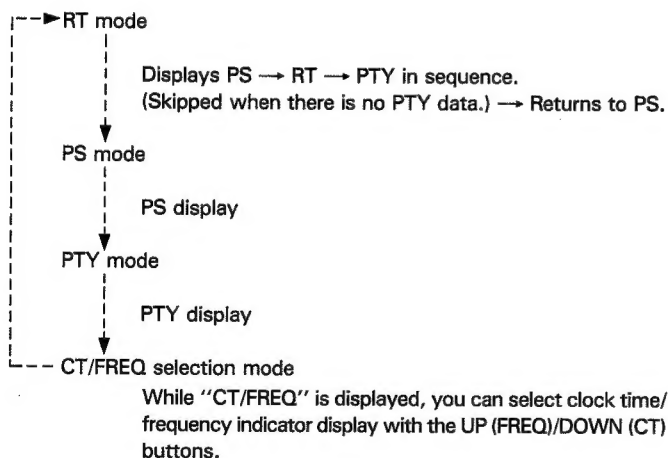 RT mode
Displays PS → RT → PTY in sequence.
(Skipped when there is no PTY data.) → Returns to PS.
PS mode
PS display
PTY mode
PTY display
CT/FREQ selection mode
While "CT/FREQ" is displayed, you can select clock time/
frequency indicator display with the UP (FREQ)/DOWN (CT)
buttons.